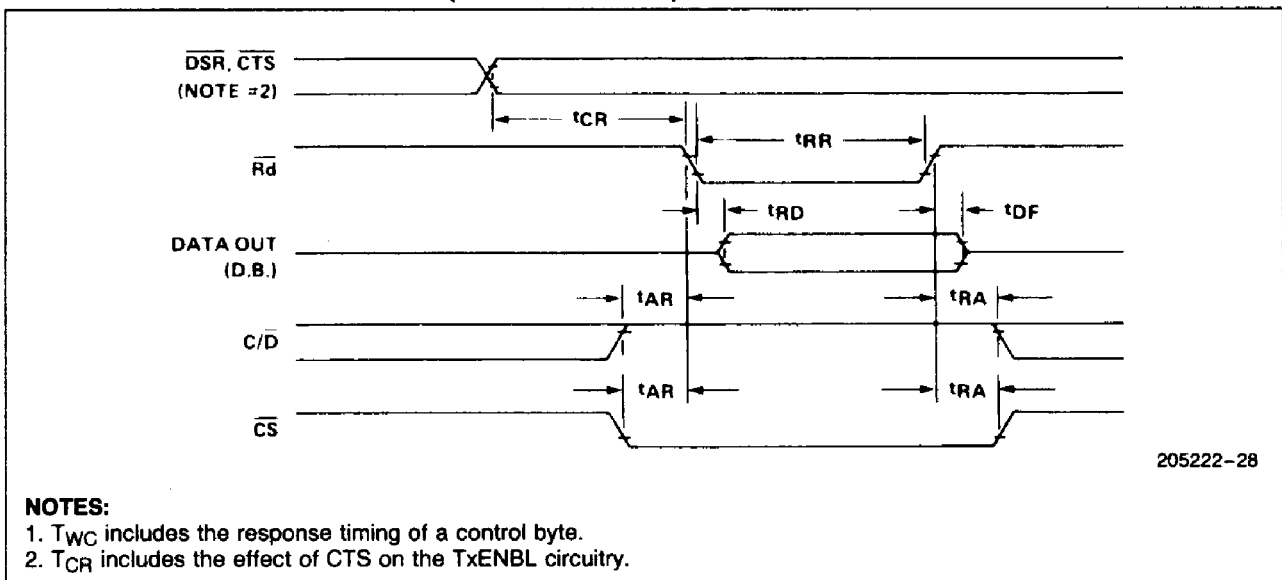 DSR, CTS
(NOTE =2)
tCR
tRR
Rd
tRD
tDF
DATA OUT
(D.B.)
tAR
tRA
C/D
tAR
tRA
CS
205222-28
NOTES:
1. TWC includes the response timing of a control byte.
2. TCR includes the effect of CTS on the TxENBL circuitry.